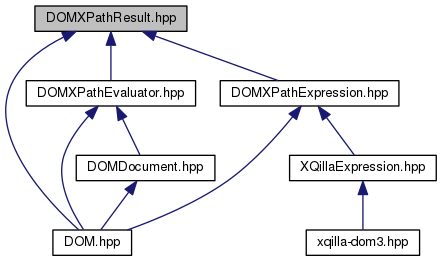 DOMXPathResult.hpp
DOMXPathEvaluator.hpp
DOMXPathExpression.hpp
DOMDocument.hpp
XQillaExpression.hpp
DOM.hpp
xqilla-dom3.hpp